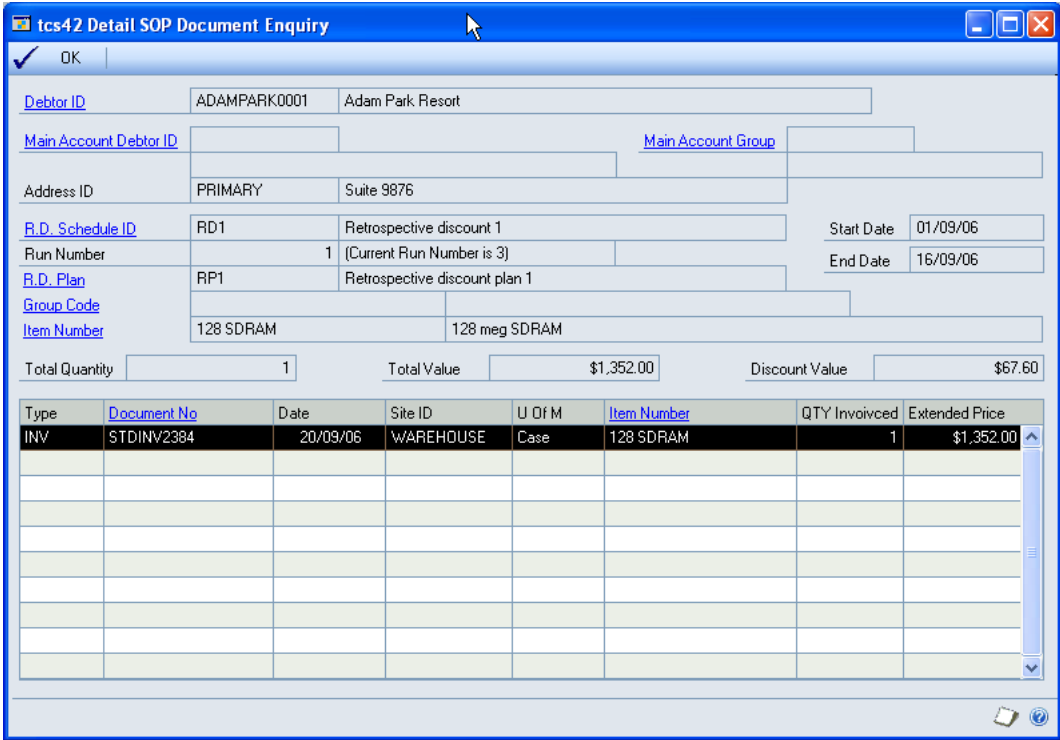 tcs42 Detail SOP Document Enquiry
OK
Debtor ID ADAMPARK0001 Adam Park Resort
Main Account Debtor ID Main Account Group
Address ID PRIMARY Suite 9876
R.D. Schedule ID RD1 Retrospective discount 1 Start Date 01/09/06
Run Number 1 (Current Run Number is 3) End Date 16/09/06
R.D. Plan RP1 Retrospective discount plan 1
Group Code
Item Number 128 SDRAM 128 meg SDRAM
Total Quantity 1 Total Value $1,352.00 Discount Value $67.60
Type Document No Date Site ID U Of M Item Number QTY Invoivced Extended Price
INV STDINV2384 20/09/06 WAREHOUSE Case 128 SDRAM 1 $1,352.00